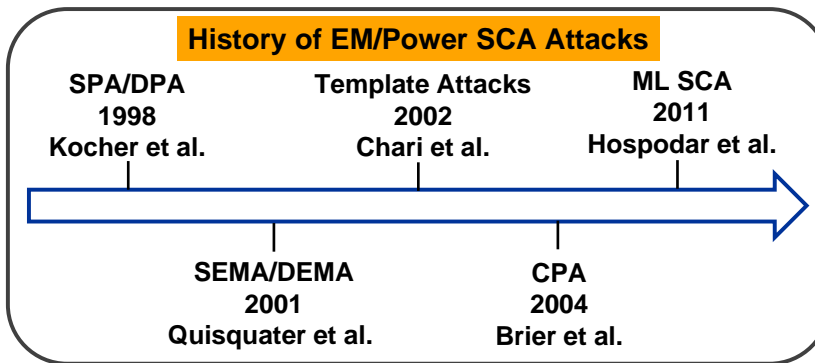 History of EM/Power SCA Attacks
SPA/DPA
1998
Kocher et al.
Template Attacks
2002
Chari et al.
ML SCA
2011
Hospodar et al.
SEMA/DEMA
2001
Quisquater et al.
CPA
2004
Brier et al.